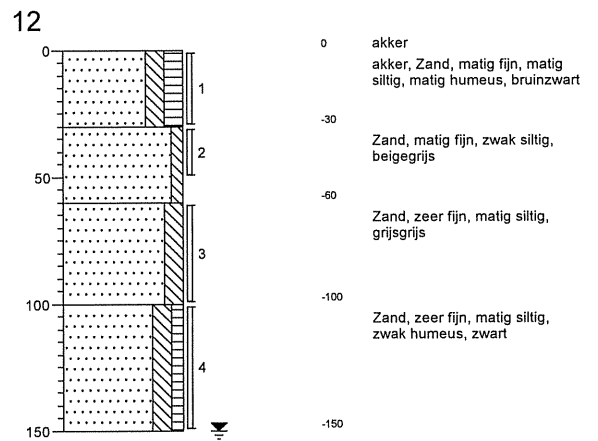 12
0
0
akker
akker, Zand, matig fijn, matig
siltig, matig humeus, bruinzwart
1
-30
2
Zand, matig fijn, zwak siltig,
beigegrijs
50
-60
Zand, zeer fijn, matig siltig,
grijsgrijs
3
100
-100
Zand, zeer fijn, matig siltig,
zwak humeus, zwart
4
150
-150